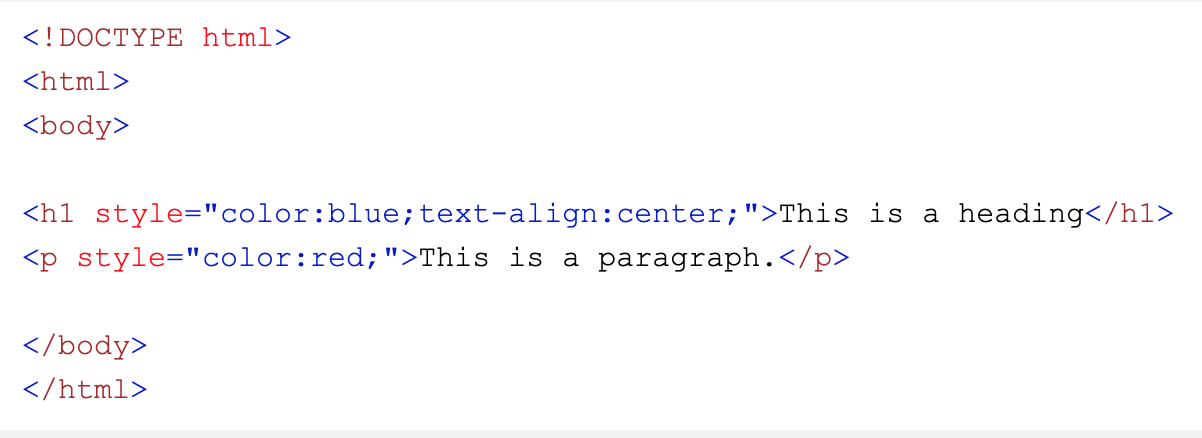 <!DOCTYPE html>
<html>
<body>
<h1 style="color:blue;text-align:center;">This is a heading</h1>
<p style="color:red;">This is a paragraph.</p>
</body>
</html>